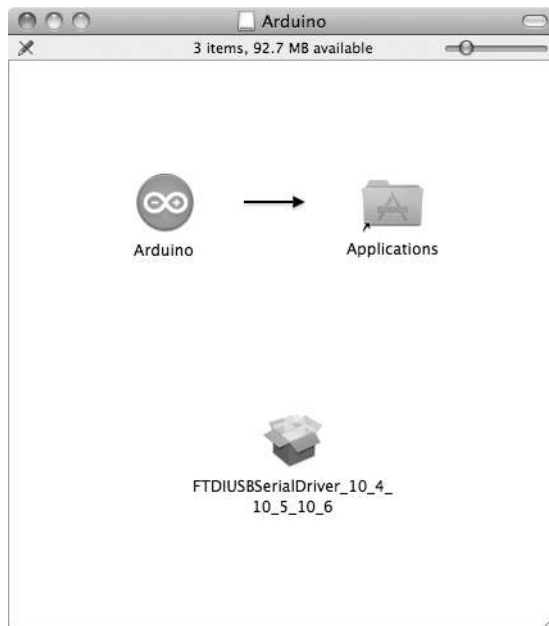 Arduino
3 items, 92.7 MB available
Arduino
Applications
FTDIUSBSerialDriver_10_4_
10_5_10_6